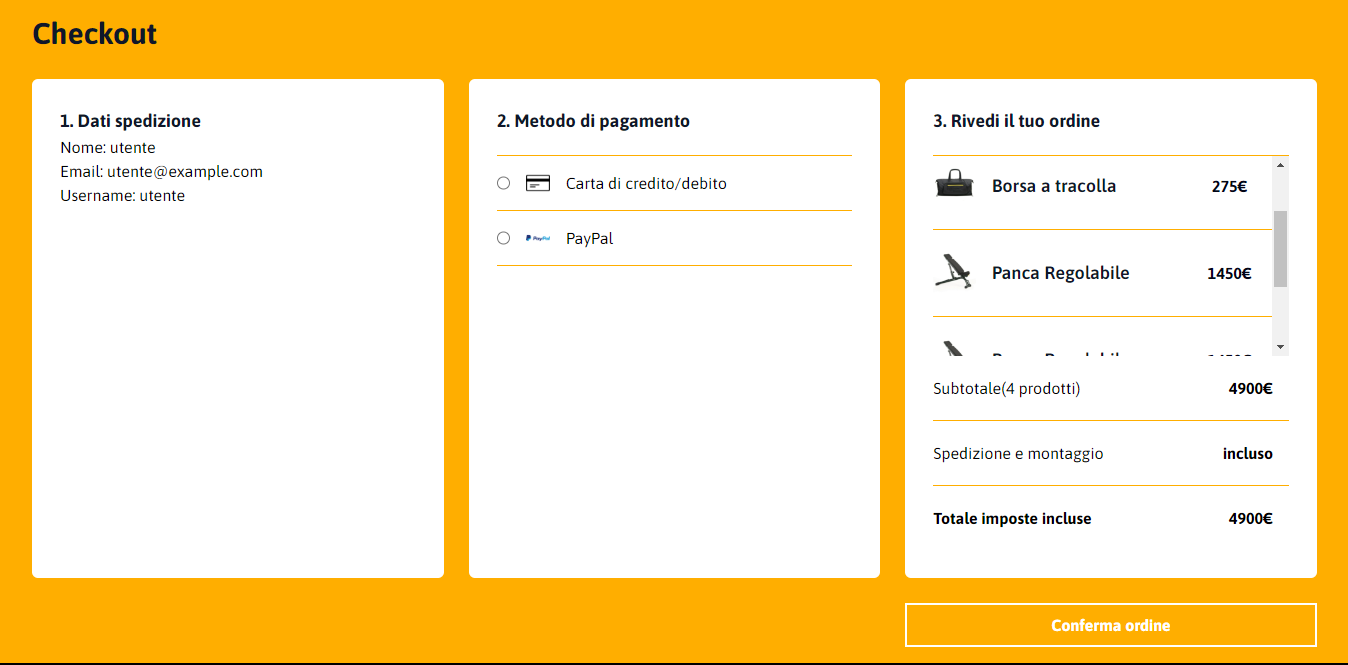 Checkout
1. Dati spedizione
Nome: utente
Email: utente@example.com
Username: utente
2. Metodo di pagamento
Carta di credito/debito
PayPal PayPal
3. Rivedi il tuo ordine
Borsa a tracolla 275€
Panca Regolabile 1450€
Subtotale(4 prodotti) 4900€
Spedizione e montaggio incluso
Totale imposte incluse 4900€
Conferma ordine